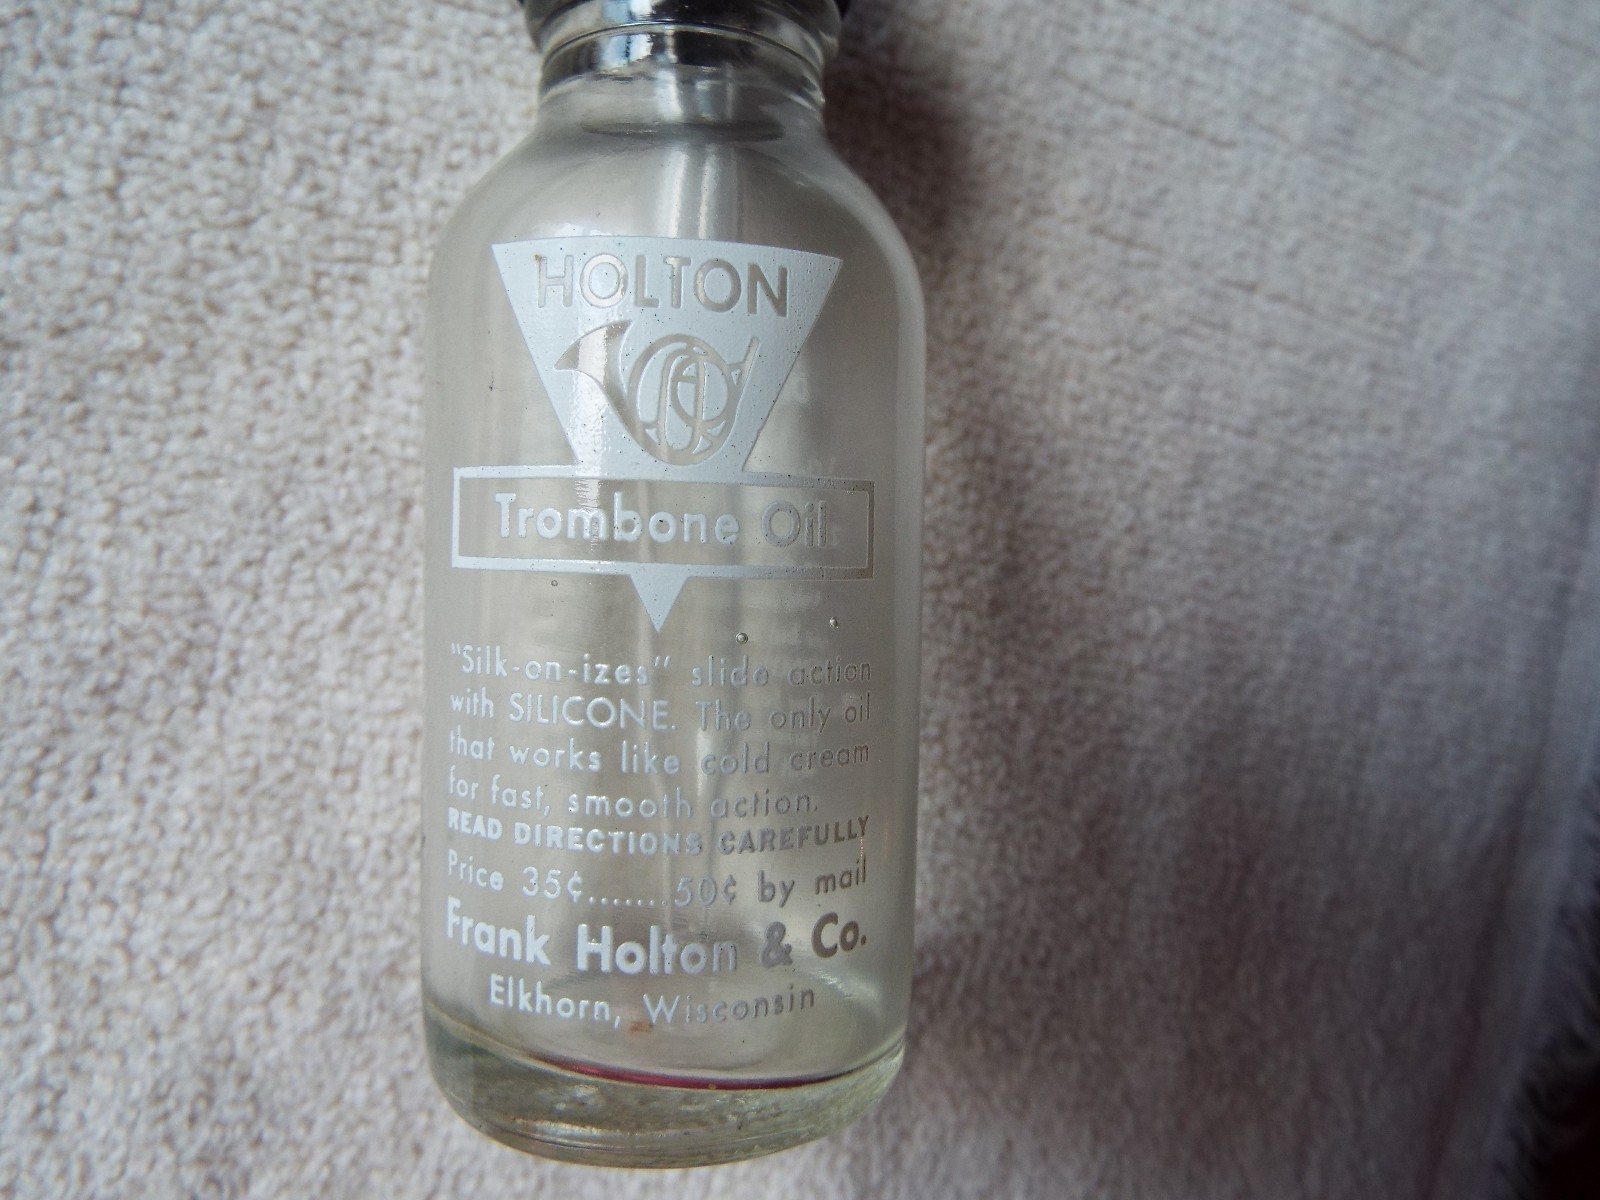 HOLTON
Trombone Oil
"Silk-on-izes" slide action
with SILICONE. The only oil
that works like cold cream
for fast, smooth action.
READ DIRECTIONS CAREFULLY
Price 35¢.......50¢ by mail
Frank Holton & Co.
Elkhorn, Wisconsin